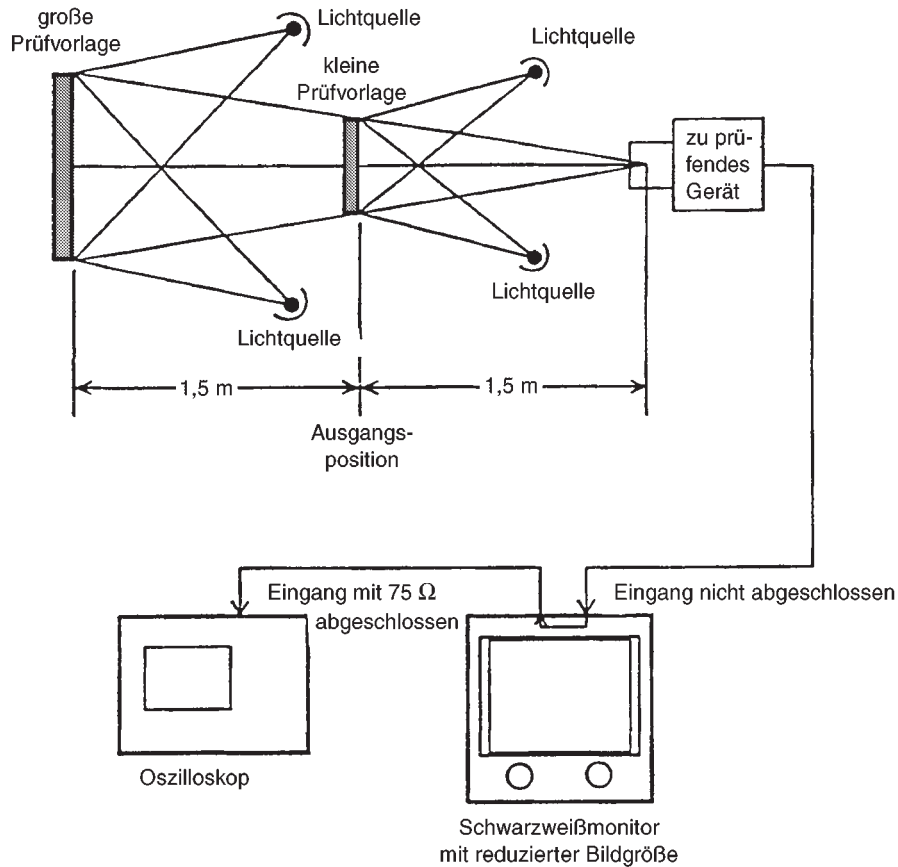 große
Prüfvorlage
Lichtquelle
kleine
Prüfvorlage
Lichtquelle
zu prü-
fendes
Gerät
Lichtquelle
Lichtquelle
1,5 m
1,5 m
Ausgangs-
position
Eingang mit 75 Ω
abgeschlossen
Eingang nicht abgeschlossen
Oszilloskop
Schwarzweißmonitor
mit reduzierter Bildgröße